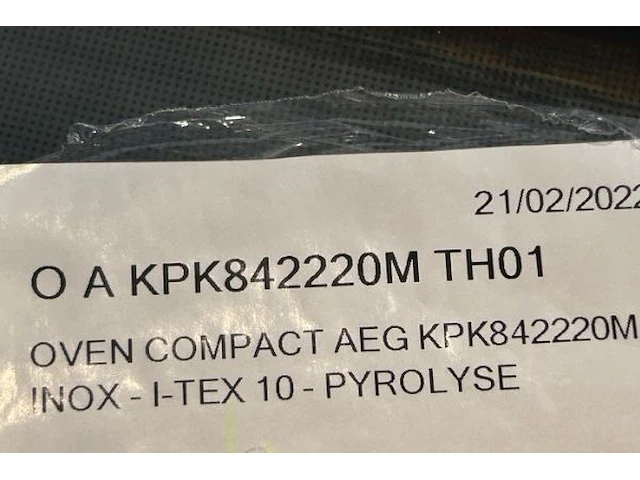 21/02/2022
O A KPK842220M TH01
OVEN COMPACT AEG KPK842220M
INOX - I-TEX 10 - PYROLYSE